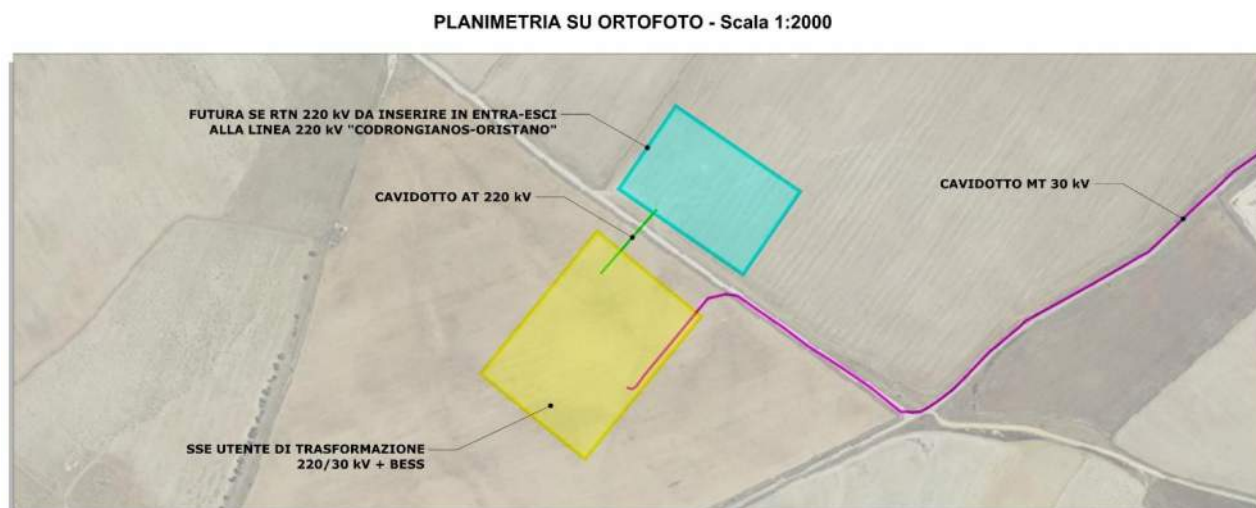 PLANIMETRIA SU ORTOFOTO - Scala 1:2000
FUTURA SE RTN 220 kV DA INSERIRE IN ENTRA-ESCI
ALLA LINEA 220 kV "CODRONGIANOS-ORISTANO"
CAVIDOTTO AT 220 kV
CAVIDOTTO MT 30 kV
SSE UTENTE DI TRASFORMAZIONE
220/30 kV + BESS